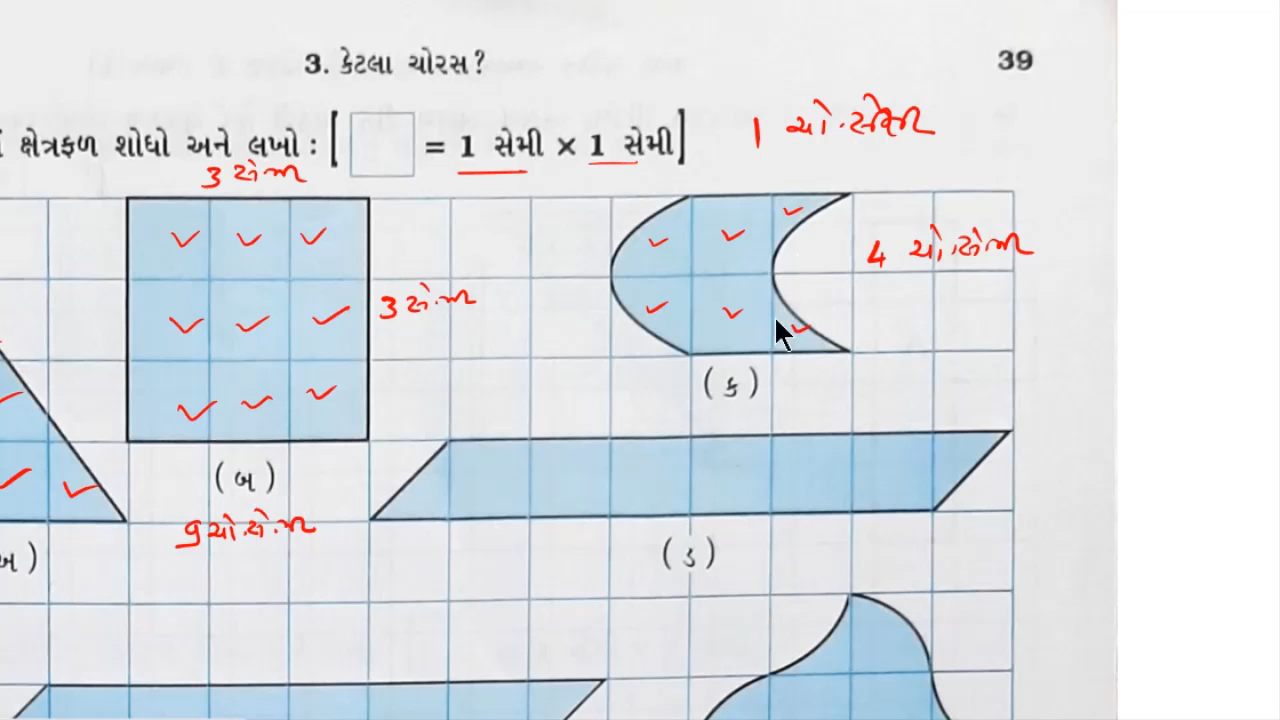 3. કેટલા ચોરસ?
39
ક્ષેત્રફળ શોધો અને લખો : [ = 1 સેમી × 1 સેમી]
1 ચો.સેમી
3 સેમી
4 ચો.સેમી
3 સેમી
(ક)
(બ)
9 ચો.સેમી
(ડ)
અ)